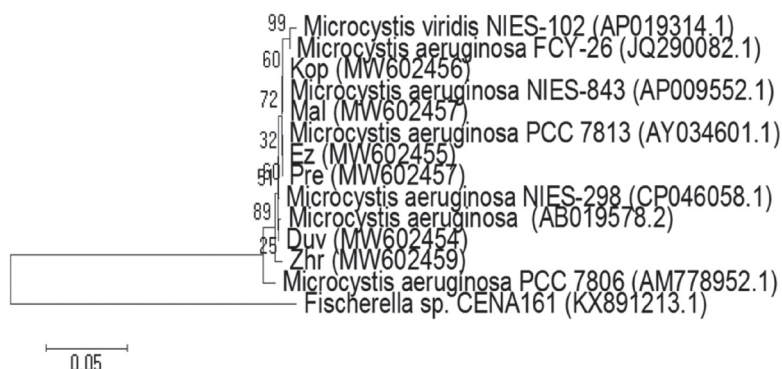 99
Microcystis viridis NIES-102 (AP019314.1)
Microcystis aeruginosa FCY-26 (JQ290082.1)
60
Kop (MW602456)
Microcystis aeruginosa NIES-843 (AP009552.1)
72
Mal (MW602457)
Microcystis aeruginosa PCC 7813 (AY034601.1)
32
Ez (MW602455)
Pre (MW602457)
Microcystis aeruginosa NIES-298 (CP046058.1)
89
Microcystis aeruginosa (AB019578.2)
Duv (MW602454)
25
Zhr (MW602459)
Microcystis aeruginosa PCC 7806 (AM778952.1)
Fischerella sp. CENA161 (KX891213.1)
0.05